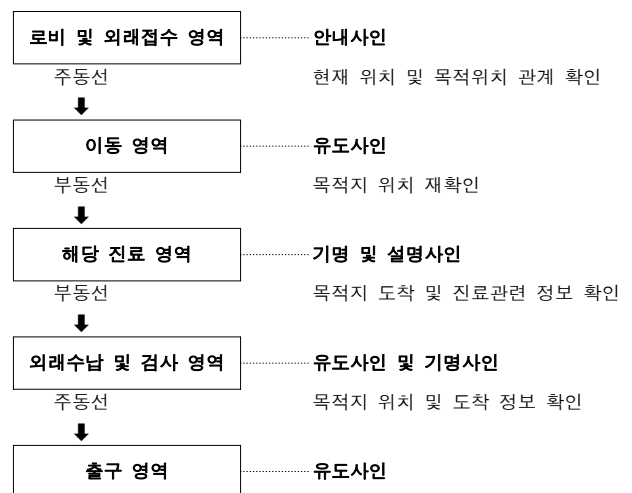 로비 및 외래접수 영역 안내사인
주동선 현재 위치 및 목적위치 관계 확인
이동 영역 유도사인
부동선 목적지 위치 재확인
해당 진료 영역 기명 및 설명사인
부동선 목적지 도착 및 진료관련 정보 확인
외래수납 및 검사 영역 유도사인 및 기명사인
주동선 목적지 위치 및 도착 정보 확인
출구 영역 유도사인